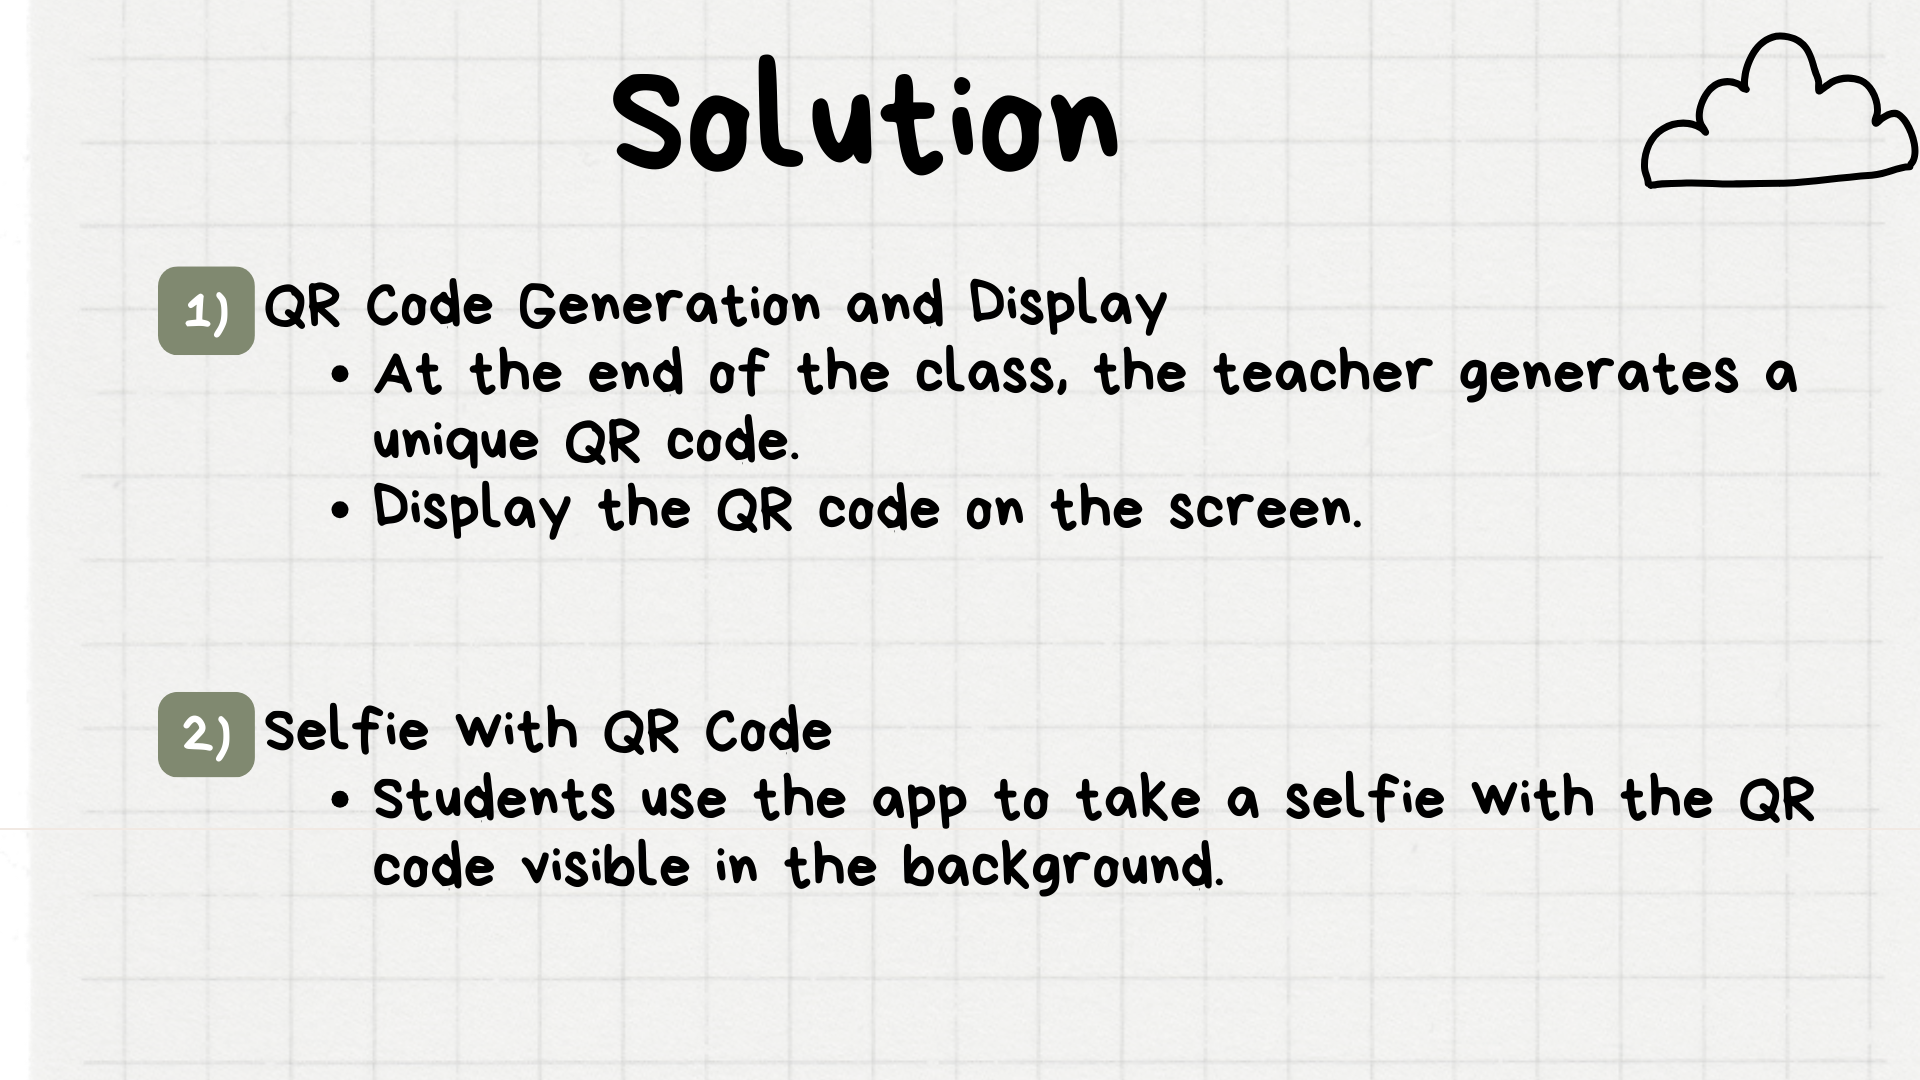 Solution
1) QR Code Generation and Display
• At the end of the class, the teacher generates a
unique QR code.
• Display the QR code on the screen.
2) Selfie with QR Code
• Students use the app to take a selfie with the QR
code visible in the background.